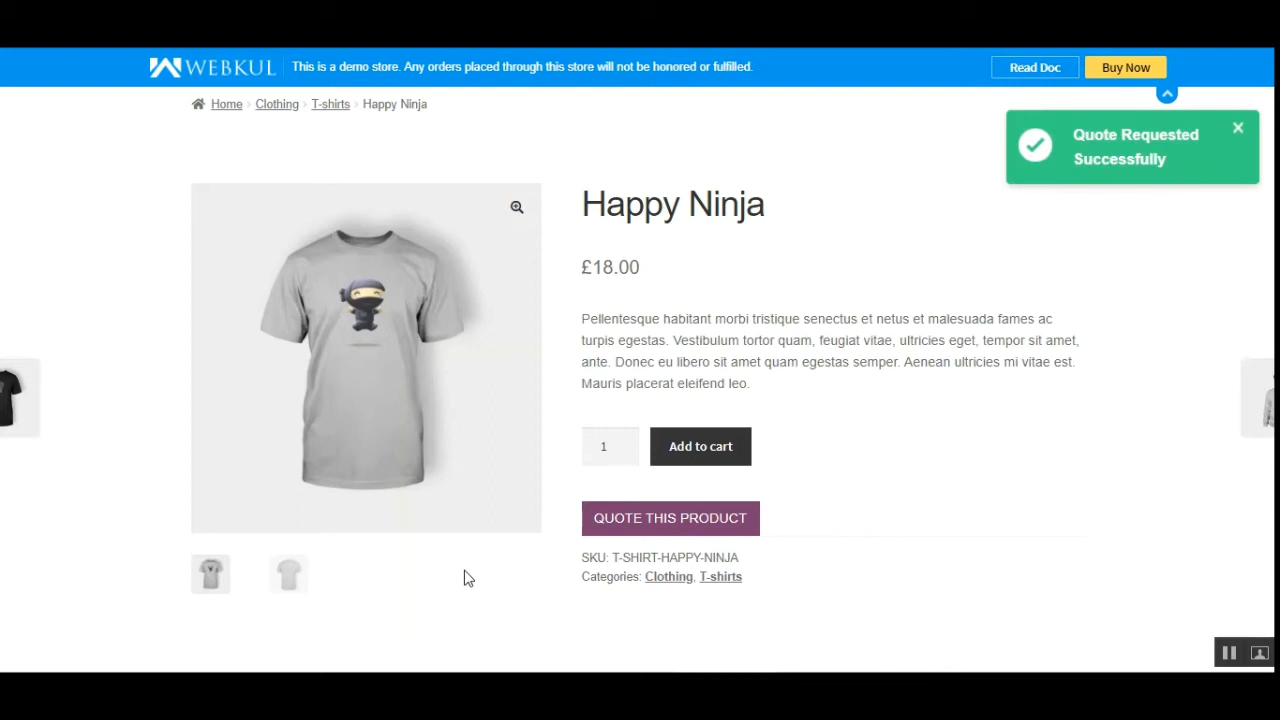 WEBKUL
This is a demo store. Any orders placed through this store will not be honored or fulfilled.
Read Doc
Buy Now
Home > Clothing > T-shirts > Happy Ninja
Quote Requested
Successfully
×
Happy Ninja
£18.00
Pellentesque habitant morbi tristique senectus et netus et malesuada fames ac
turpis egestas. Vestibulum tortor quam, feugiat vitae, ultricies eget, tempor sit amet,
ante. Donec eu libero sit amet quam egestas semper. Aenean ultricies mi vitae est.
Mauris placerat eleifend leo.
1
Add to cart
QUOTE THIS PRODUCT
SKU: T-SHIRT-HAPPY-NINJA
Categories: Clothing, T-shirts